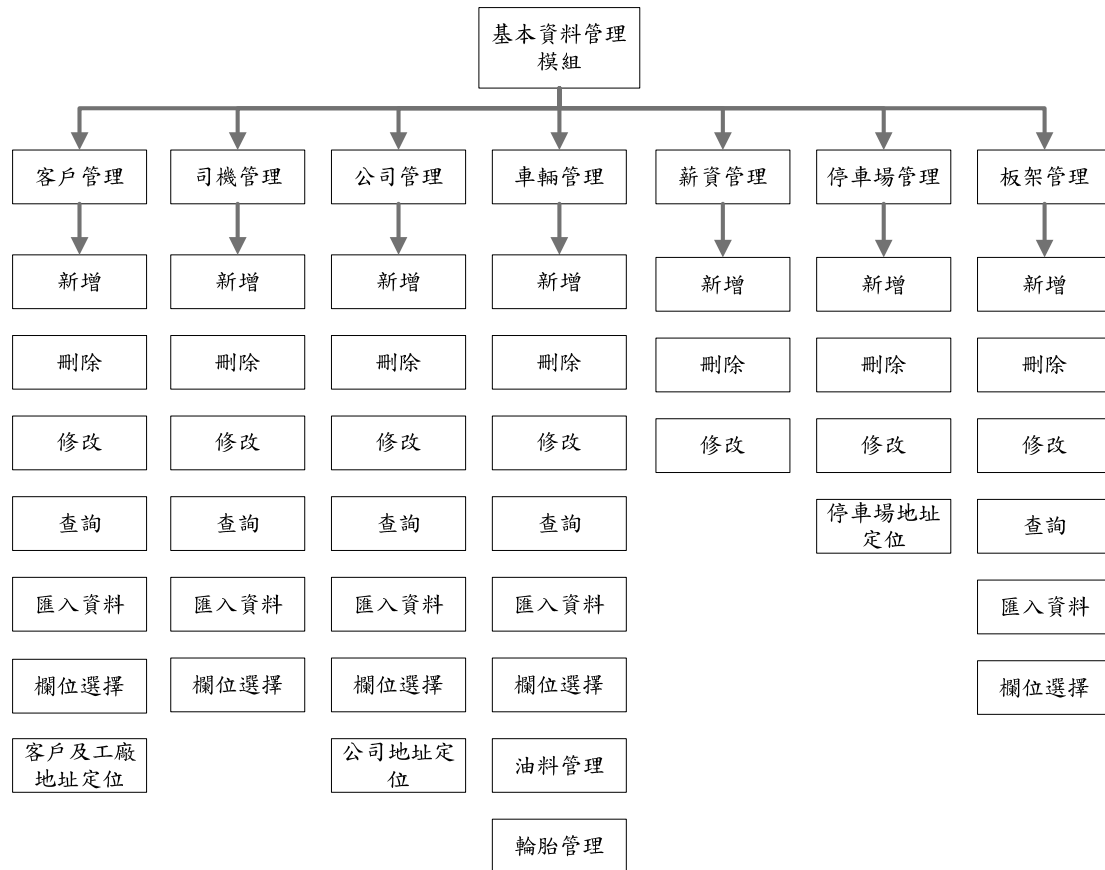 基本資料管理
模組
客戶管理
司機管理
公司管理
車輛管理
薪資管理
停車場管理
板架管理
新增
新增
新增
新增
新增
新增
新增
刪除
刪除
刪除
刪除
刪除
刪除
刪除
修改
修改
修改
修改
修改
修改
修改
查詢
查詢
查詢
查詢
停車場地址
定位
查詢
匯入資料
匯入資料
匯入資料
匯入資料
匯入資料
欄位選擇
欄位選擇
欄位選擇
欄位選擇
欄位選擇
客戶及工廠
地址定位
公司地址定
位
油料管理
輪胎管理